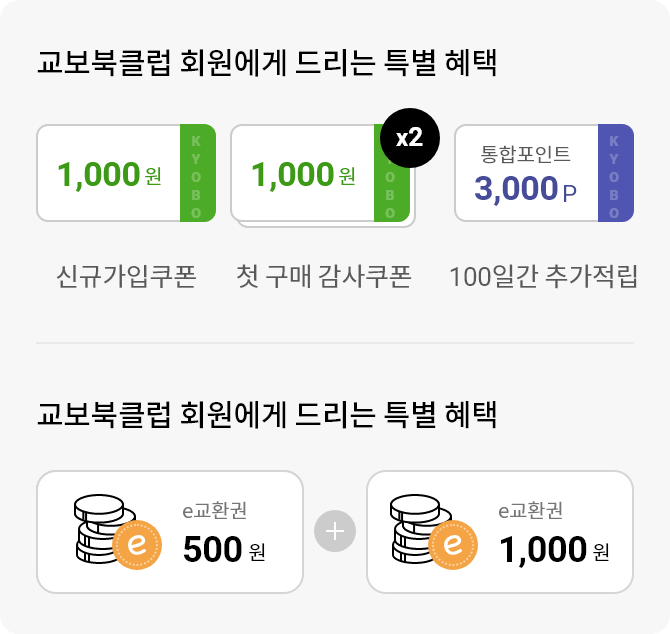 교보북클럽 회원에게 드리는 특별 혜택
1,000 원
KYOBO
1,000 원
x2
OBO
통합포인트
3,000 P
KYOBO
신규가입쿠폰
첫 구매 감사쿠폰
100일간 추가적립
교보북클럽 회원에게 드리는 특별 혜택
e교환권
500 원
e
+
e교환권
1,000 원
e